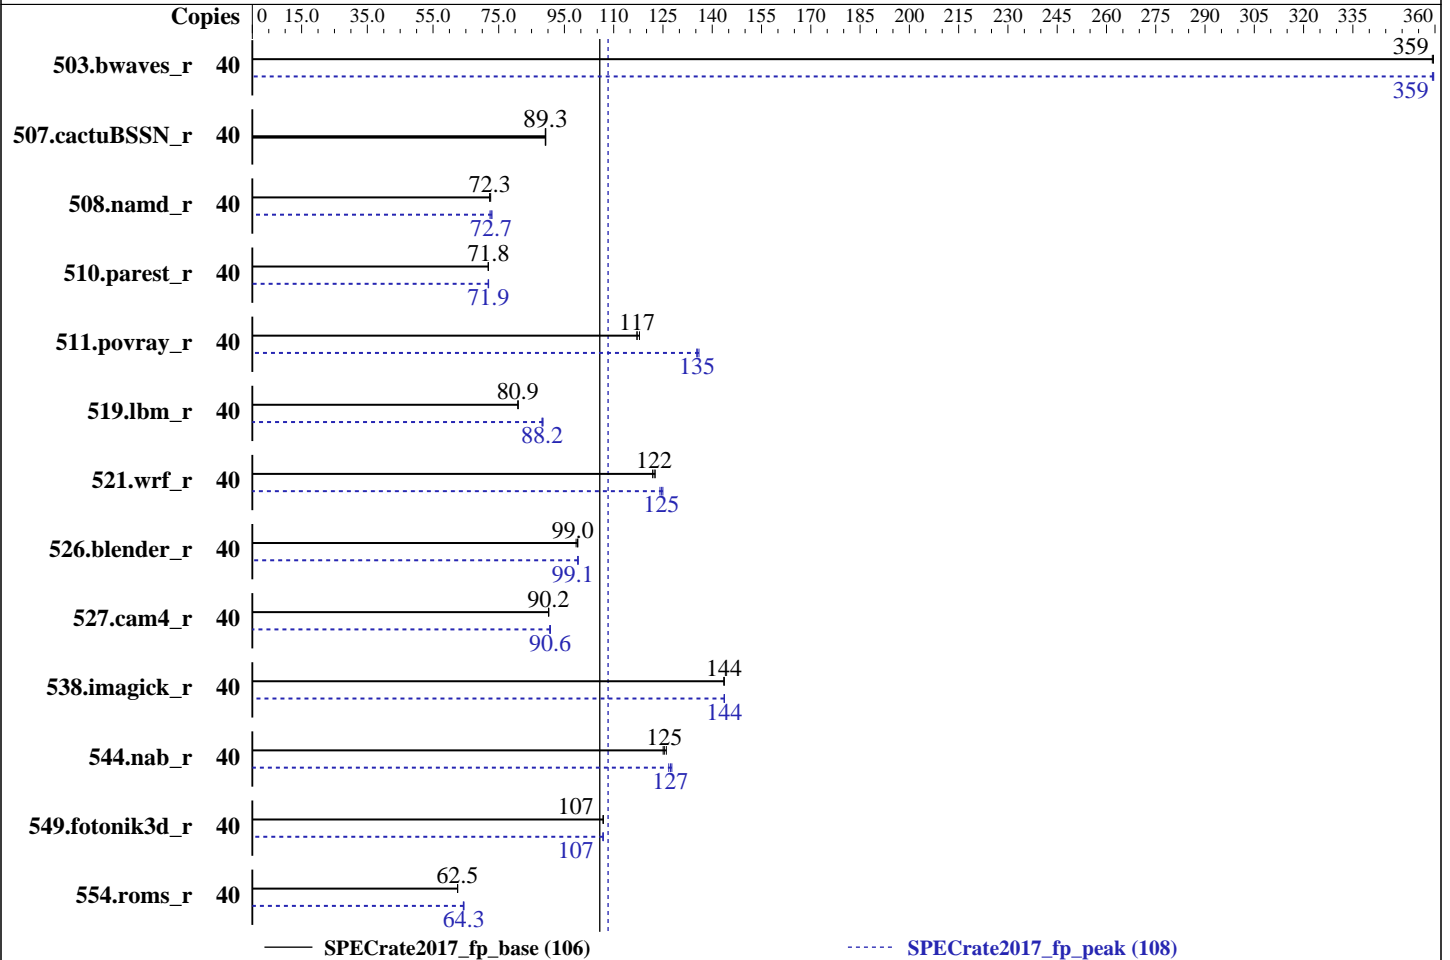 Copies 0 15.0 35.0 55.0 75.0 95.0 110 125 140 155 170 185 200 215 230 245 260 275 290 305 320 335 360
503.bwaves_r 40 359
359
507.cactuBSSN_r 40 89.3
508.namd_r 40 72.3
72.7
510.parest_r 40 71.8
71.9
511.povray_r 40 117
135
519.lbm_r 40 80.9
88.2
521.wrf_r 40 122
125
526.blender_r 40 99.0
99.1
527.cam4_r 40 90.2
90.6
538.imagick_r 40 144
144
544.nab_r 40 125
127
549.fotonik3d_r 40 107
107
554.roms_r 40 62.5
64.3
SPECrate2017_fp_base (106) SPECrate2017_fp_peak (108)